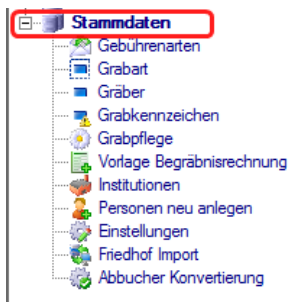 Stammdaten
Gebührenarten
Grabart
Gräber
Grabkennzeichen
Grabpflege
Vorlage Begräbnisrechnung
Institutionen
Personen neu anlegen
Einstellungen
Friedhof Import
Abbucher Konvertierung